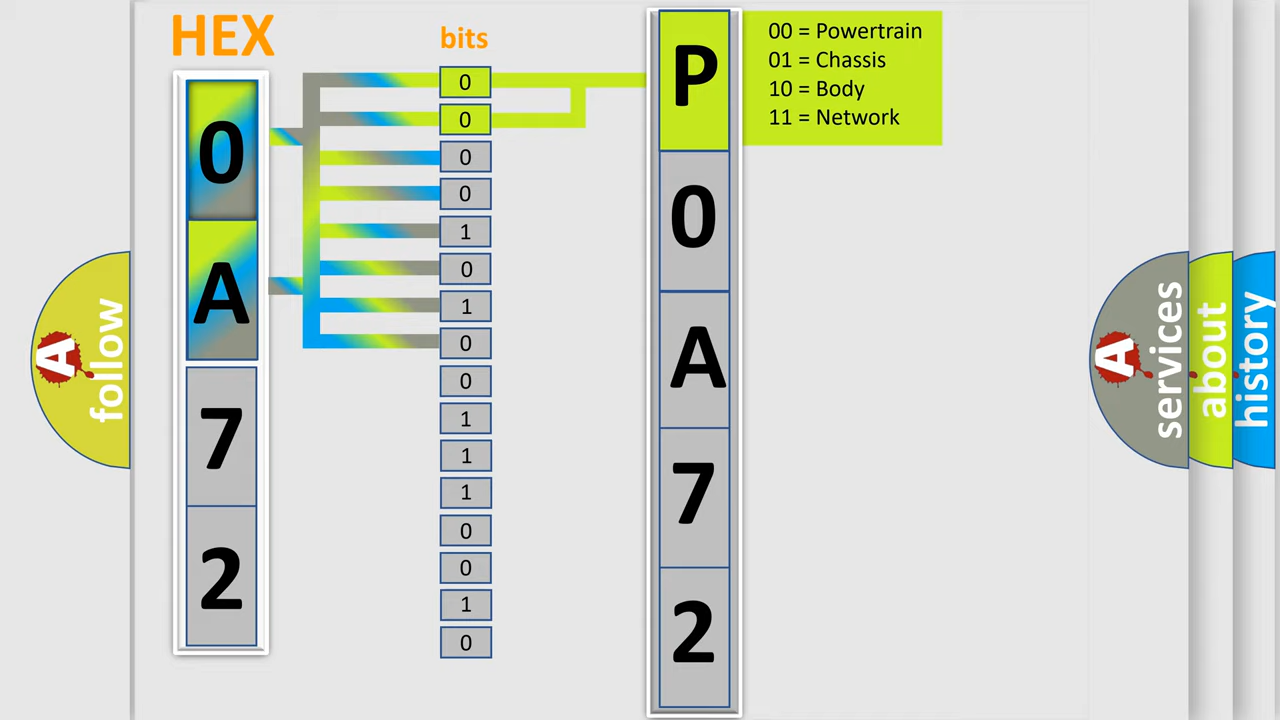 HEX
bits
0
A
7
2
0
0
0
0
1
0
1
0
0
1
1
1
0
0
1
0
P
0
A
7
2
00 = Powertrain
01 = Chassis
10 = Body
11 = Network
A
follow
A
services
about
history